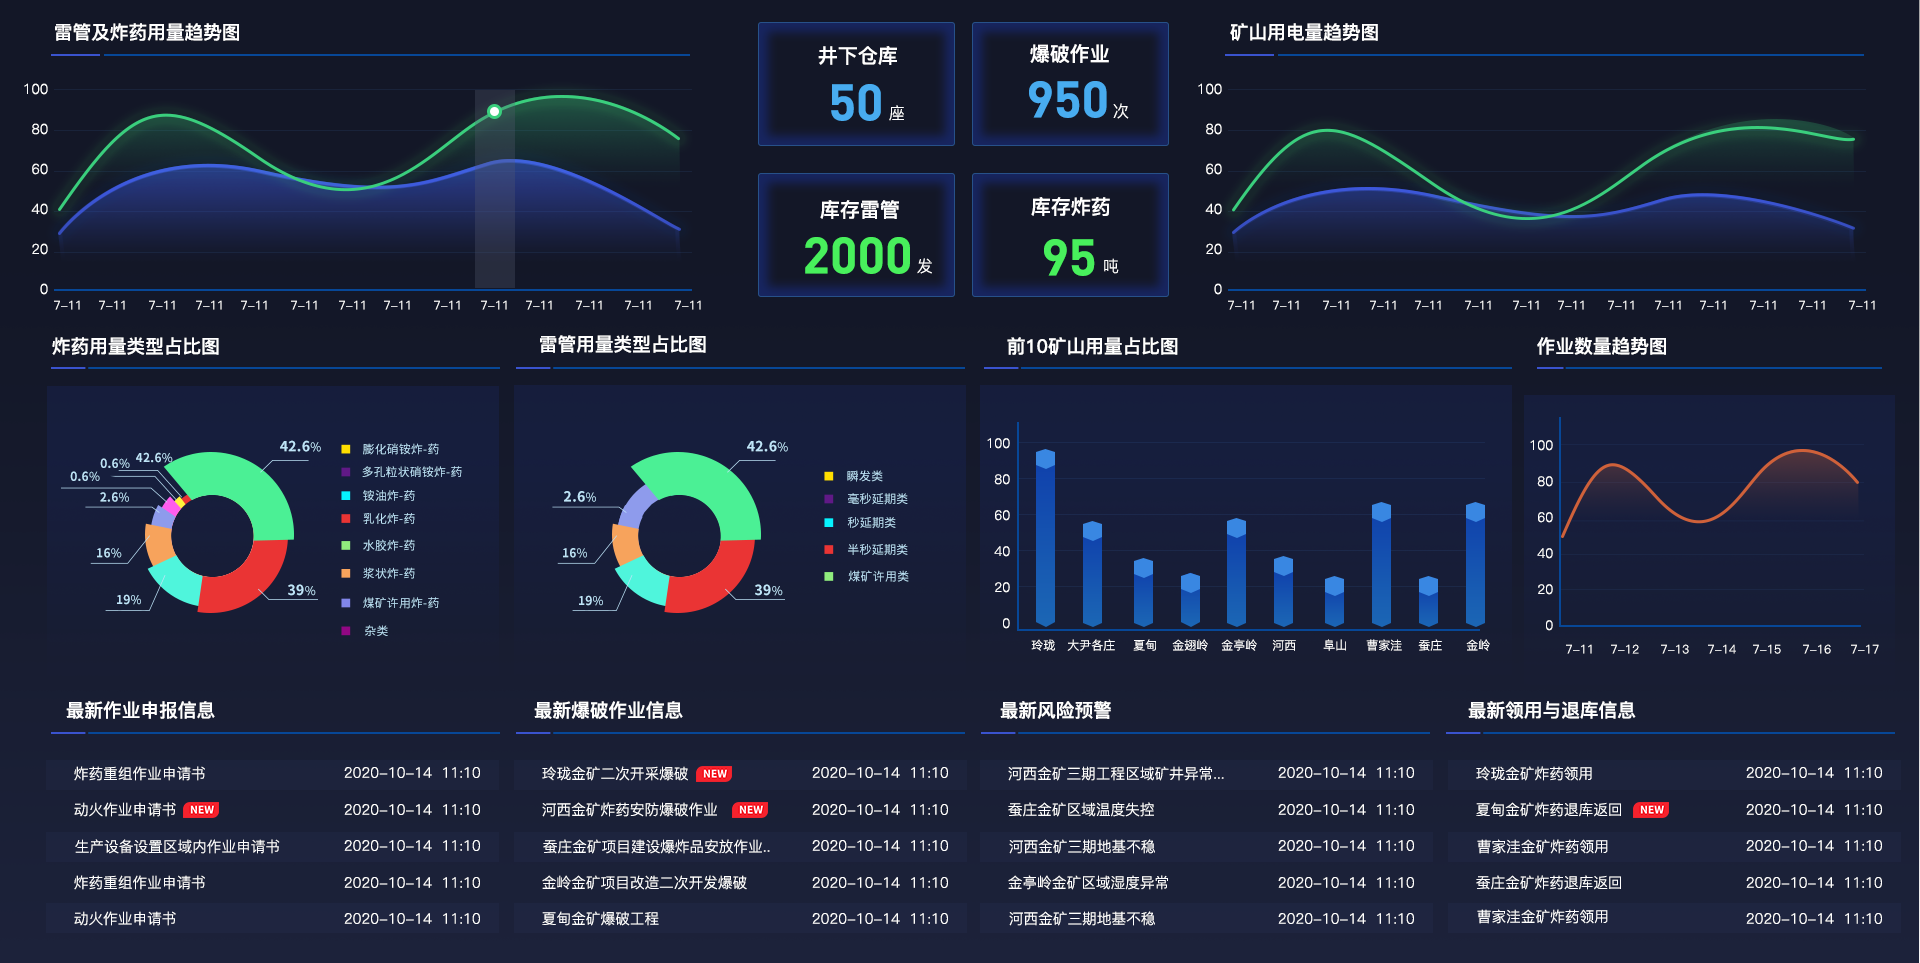 雷管及炸药用量趋势图
100
80
60
40
20
0
7-11 7-11 7-11 7-11 7-11 7-11 7-11 7-11 7-11 7-11 7-11 7-11 7-11 7-11
井下仓库
50 座
爆破作业
950 次
库存雷管
2000 发
库存炸药
95 吨
矿山用电量趋势图
100
80
60
40
20
0
7-11 7-11 7-11 7-11 7-11 7-11 7-11 7-11 7-11 7-11 7-11 7-11 7-11 7-11
炸药用量类型占比图
42.6%
42.6%
0.6%
0.6%
2.6%
16%
19%
39%
膨化硝铵炸-药
多孔粒状硝铵炸-药
铵油炸-药
乳化炸-药
水胶炸-药
浆状炸-药
煤矿许用炸-药
杂类
雷管用量类型占比图
42.6%
2.6%
16%
19%
39%
瞬发类
毫秒延期类
秒延期类
半秒延期类
煤矿许用类
前10矿山用量占比图
100
80
60
40
20
0
玲珑 大尹各庄 夏甸 金翅岭 金亭岭 河西 阜山 曹家洼 蚕庄 金岭
作业数量趋势图
100
80
60
40
20
0
7-11 7-12 7-13 7-14 7-15 7-16 7-17
最新作业申报信息
炸药重组作业申请书 2020-10-14 11:10
动火作业申请书 NEW 2020-10-14 11:10
生产设备设置区域内作业申请书 2020-10-14 11:10
炸药重组作业申请书 2020-10-14 11:10
动火作业申请书 2020-10-14 11:10
最新爆破作业信息
玲珑金矿二次开采爆破 NEW 2020-10-14 11:10
河西金矿炸药安防爆破作业 NEW 2020-10-14 11:10
蚕庄金矿项目建设爆炸品安放作业.. 2020-10-14 11:10
金岭金矿项目改造二次开发爆破 2020-10-14 11:10
夏甸金矿爆破工程 2020-10-14 11:10
最新风险预警
河西金矿三期工程区域矿井异常... 2020-10-14 11:10
蚕庄金矿区域温度失控 2020-10-14 11:10
河西金矿三期地基不稳 2020-10-14 11:10
金亭岭金矿区域湿度异常 2020-10-14 11:10
河西金矿三期地基不稳 2020-10-14 11:10
最新领用与退库信息
玲珑金矿炸药领用 2020-10-14 11:10
夏甸金矿炸药退库返回 NEW 2020-10-14 11:10
曹家洼金矿炸药领用 2020-10-14 11:10
蚕庄金矿炸药退库返回 2020-10-14 11:10
曹家洼金矿炸药领用 2020-10-14 11:10